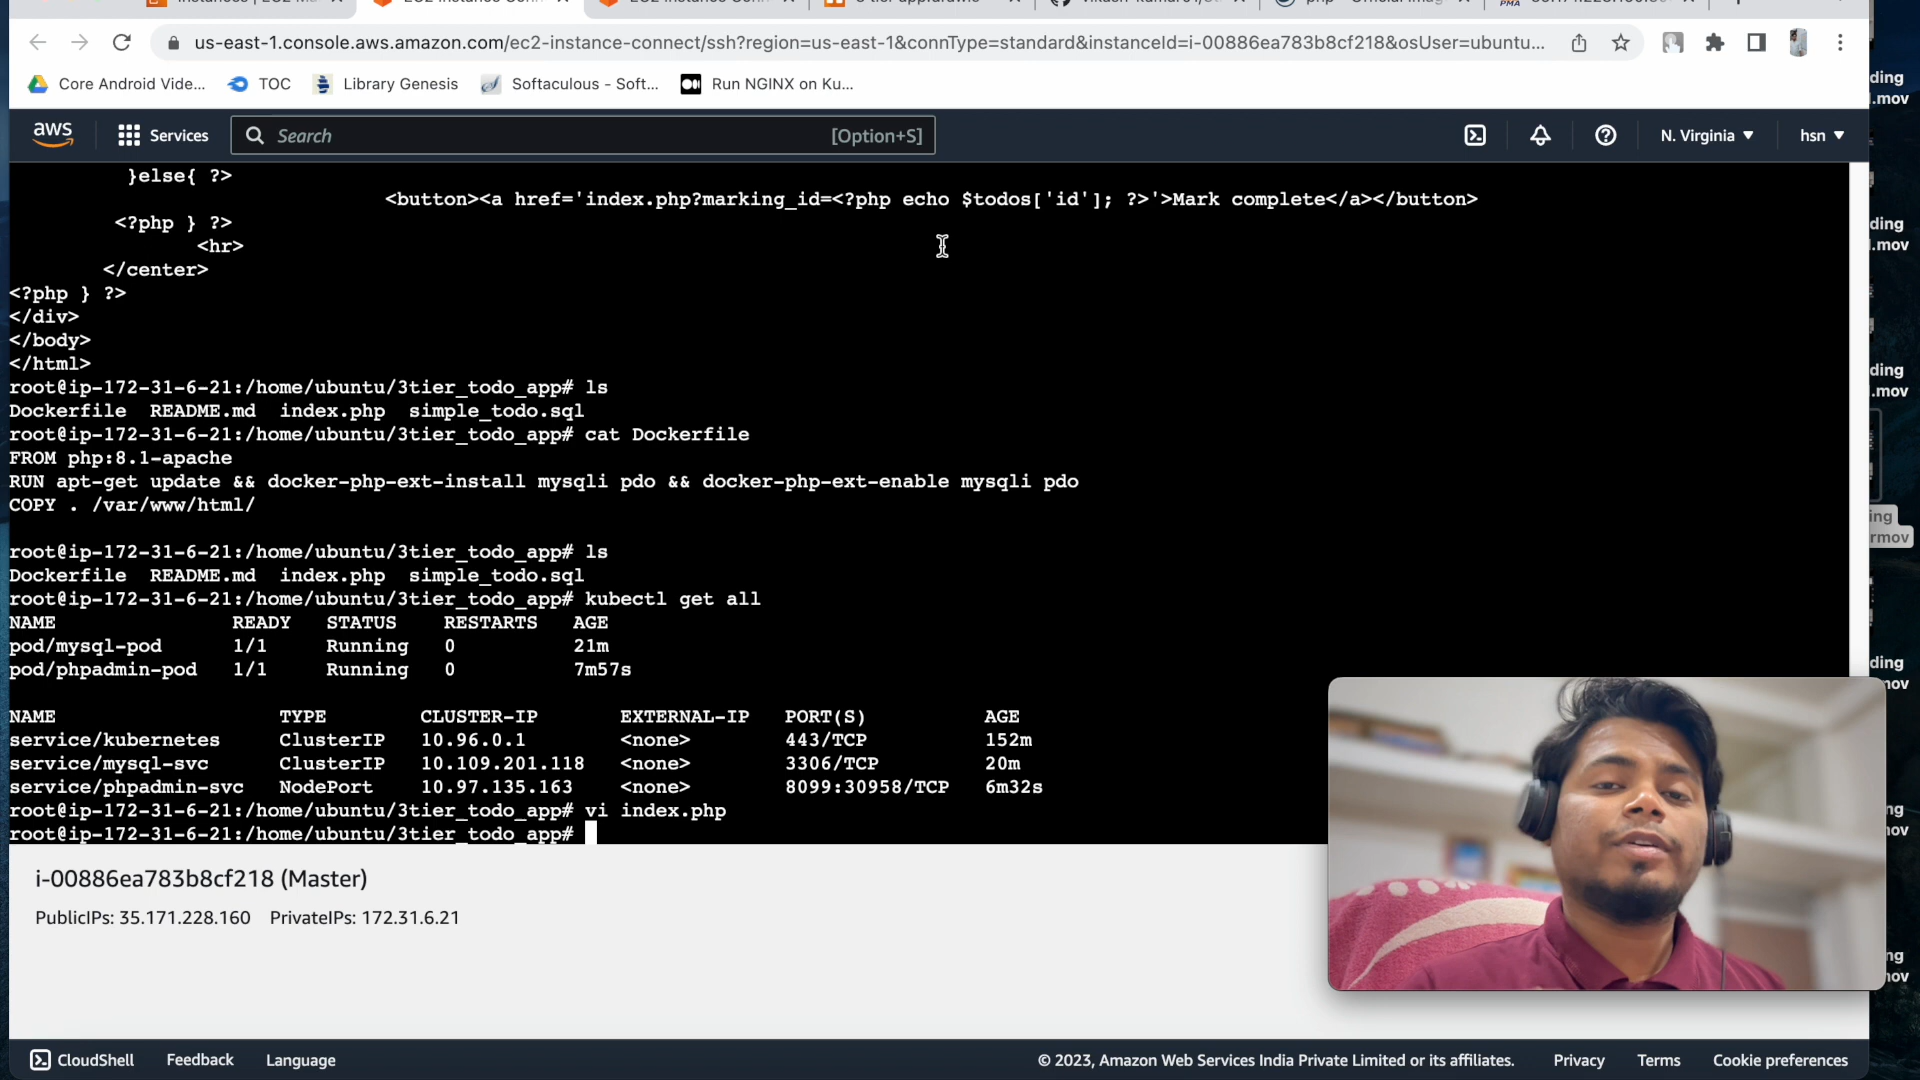 us-east-1.console.aws.amazon.com/ec2-instance-connect/ssh?region=us-east-1&connType=standard&instanceId=i-00886ea783b8cf218&osUser=ubuntu...
Core Android Vide...
TOC
Library Genesis
Softaculous - Soft...
Run NGINX on Ku...
aws
Services
Search
[Option+S]
N. Virginia
hsn
}else{ ?>
<button><a href='index.php?marking_id=<?php echo $todos['id']; ?>'>Mark complete</a></button>
<?php } ?>
<hr>
</center>
<?php } ?>
</div>
</body>
</html>
root@ip-172-31-6-21:/home/ubuntu/3tier_todo_app# ls
Dockerfile  README.md  index.php  simple_todo.sql
root@ip-172-31-6-21:/home/ubuntu/3tier_todo_app# cat Dockerfile
FROM php:8.1-apache
RUN apt-get update && docker-php-ext-install mysqli pdo && docker-php-ext-enable mysqli pdo
COPY . /var/www/html/
root@ip-172-31-6-21:/home/ubuntu/3tier_todo_app# ls
Dockerfile  README.md  index.php  simple_todo.sql
root@ip-172-31-6-21:/home/ubuntu/3tier_todo_app# kubectl get all
NAME READY STATUS RESTARTS AGE
pod/mysql-pod 1/1 Running 0 21m
pod/phpadmin-pod 1/1 Running 0 7m57s
NAME TYPE CLUSTER-IP EXTERNAL-IP PORT(S) AGE
service/kubernetes ClusterIP 10.96.0.1 <none> 443/TCP 152m
service/mysql-svc ClusterIP 10.109.201.118 <none> 3306/TCP 20m
service/phpadmin-svc NodePort 10.97.135.163 <none> 8099:30958/TCP 6m32s
root@ip-172-31-6-21:/home/ubuntu/3tier_todo_app# vi index.php
root@ip-172-31-6-21:/home/ubuntu/3tier_todo_app#
i-00886ea783b8cf218 (Master)
PublicIPs: 35.171.228.160 PrivateIPs: 172.31.6.21
CloudShell
Feedback
Language
© 2023, Amazon Web Services India Private Limited or its affiliates.
Privacy
Terms
Cookie preferences